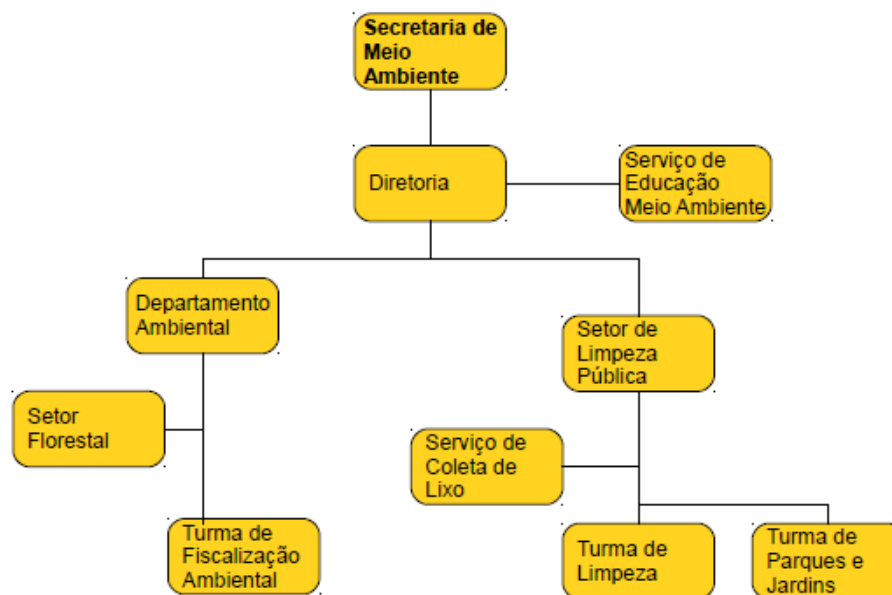 Secretaria de
Meio
Ambiente
Diretoria
Serviço de
Educação
Meio Ambiente
Departamento
Ambiental
Setor de
Limpeza
Pública
Setor
Florestal
Serviço de
Coleta de
Lixo
Turma de
Fiscalização
Ambiental
Turma de
Limpeza
Turma de
Parques e
Jardins